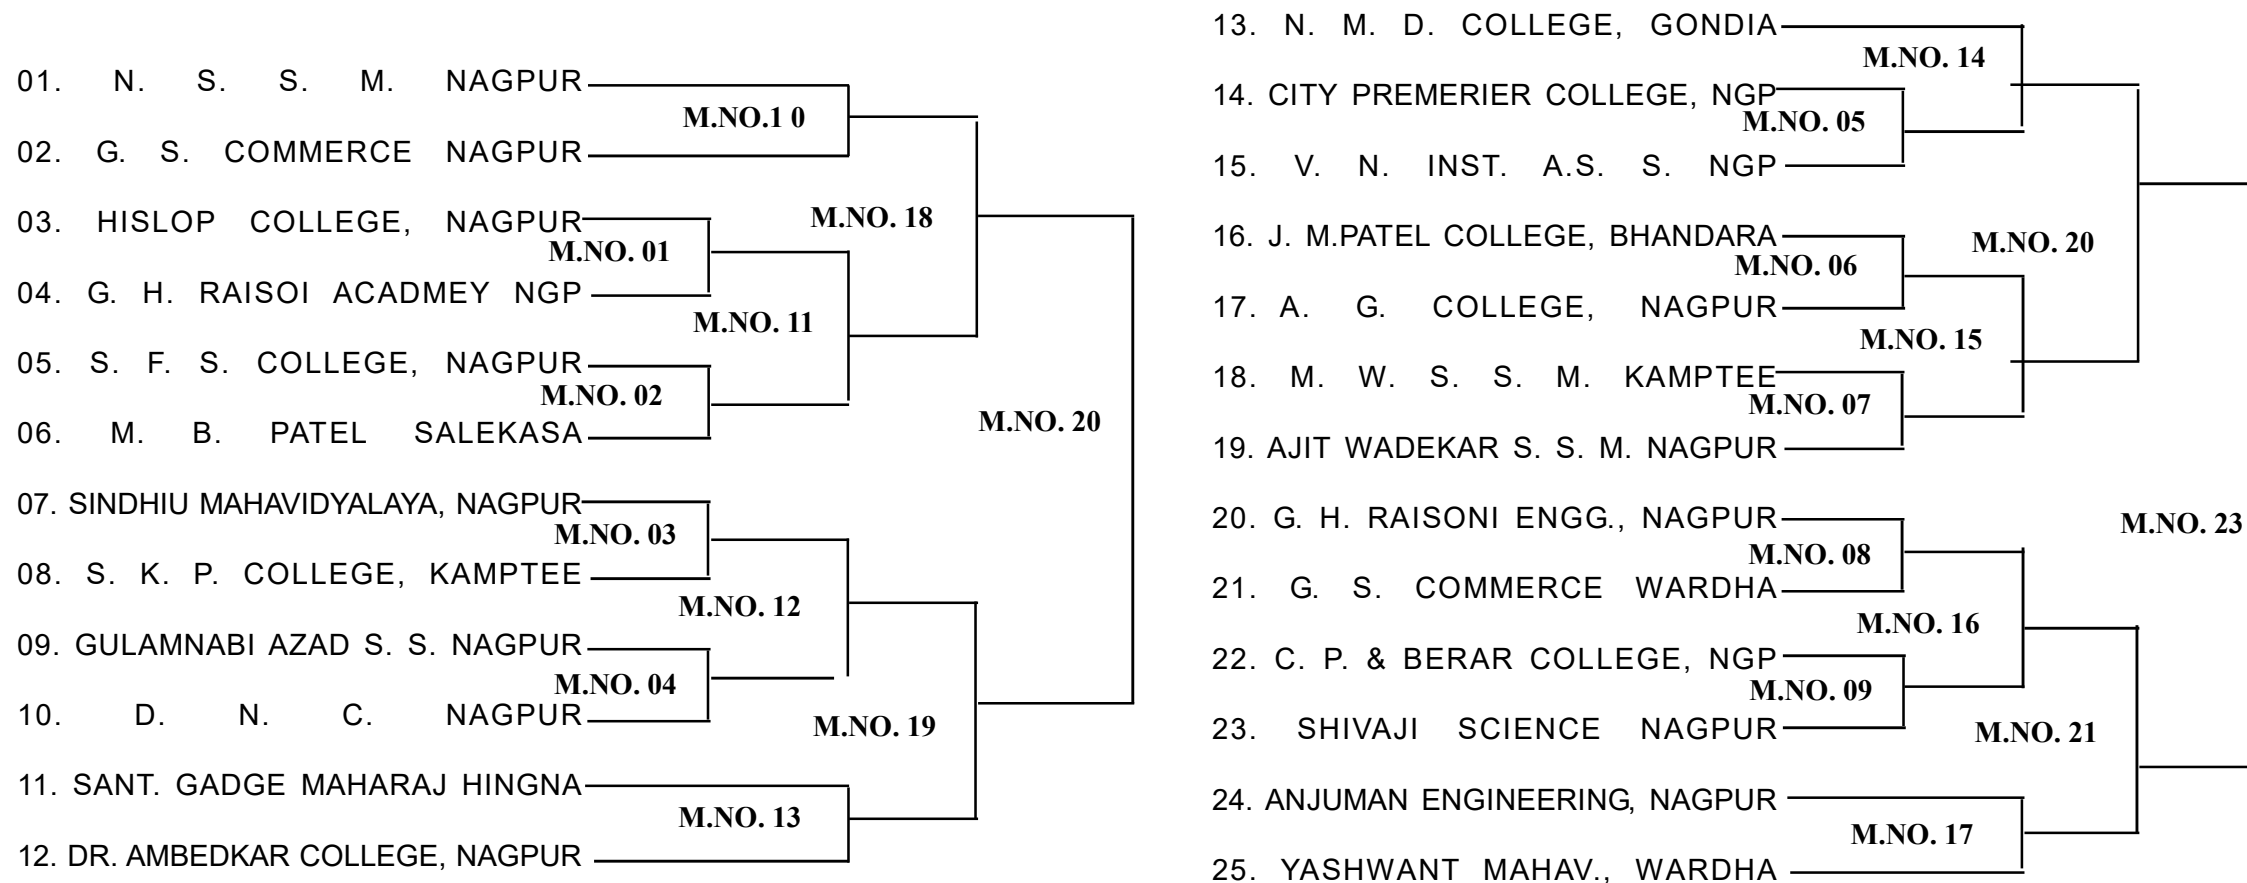 01. N. S. S. M. NAGPUR
M.NO.1 0
02. G. S. COMMERCE NAGPUR
03. HISLOP COLLEGE, NAGPUR
M.NO. 18
M.NO. 01
04. G. H. RAISOI ACADMEY NGP
M.NO. 11
05. S. F. S. COLLEGE, NAGPUR
M.NO. 02
M.NO. 20
06. M. B. PATEL SALEKASA
07. SINDHIU MAHAVIDYALAYA, NAGPUR
M.NO. 03
08. S. K. P. COLLEGE, KAMPTEE
M.NO. 12
09. GULAMNABI AZAD S. S. NAGPUR
M.NO. 04
10. D. N. C. NAGPUR
M.NO. 19
11. SANT. GADGE MAHARAJ HINGNA
M.NO. 13
12. DR. AMBEDKAR COLLEGE, NAGPUR
13. N. M. D. COLLEGE, GONDIA
M.NO. 14
14. CITY PREMERIER COLLEGE, NGP
M.NO. 05
15. V. N. INST. A.S. S. NGP
16. J. M.PATEL COLLEGE, BHANDARA
M.NO. 20
M.NO. 06
17. A. G. COLLEGE, NAGPUR
M.NO. 15
18. M. W. S. S. M. KAMPTEE
M.NO. 07
19. AJIT WADEKAR S. S. M. NAGPUR
20. G. H. RAISONI ENGG., NAGPUR
M.NO. 23
M.NO. 08
21. G. S. COMMERCE WARDHA
M.NO. 16
22. C. P. & BERAR COLLEGE, NGP
M.NO. 09
23. SHIVAJI SCIENCE NAGPUR
M.NO. 21
24. ANJUMAN ENGINEERING, NAGPUR
M.NO. 17
25. YASHWANT MAHAV., WARDHA